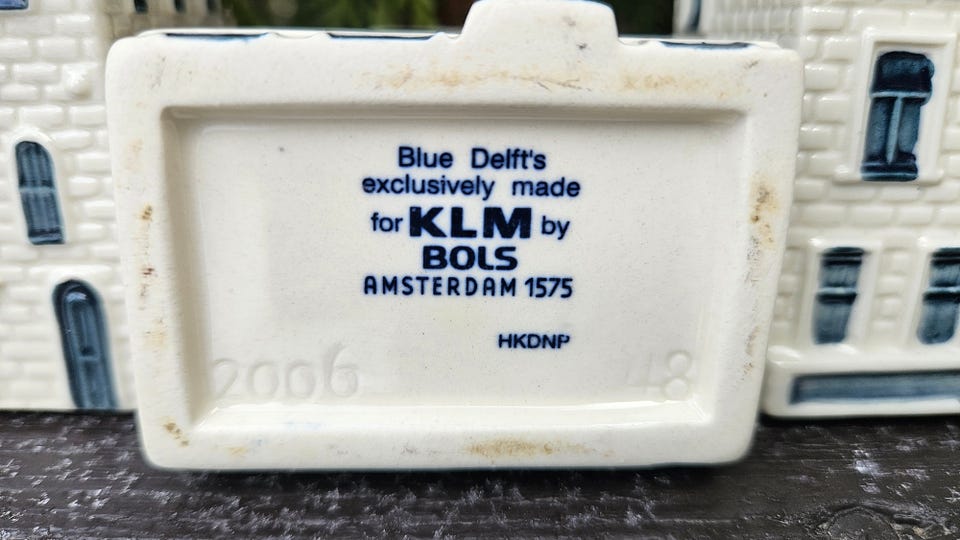 Blue Delft's
exclusively made
for KLM by
BOLS
AMSTERDAM 1575
HKDNP
2006 48